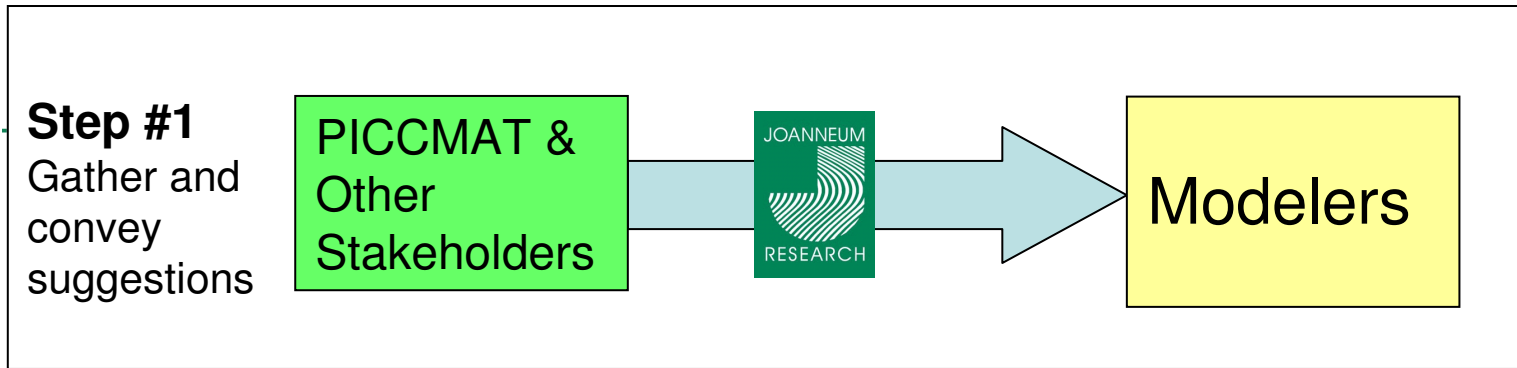 Step #1
Gather and
convey
suggestions
PICCMAT &
Other
Stakeholders
JOANNEUM
RESEARCH
Modelers